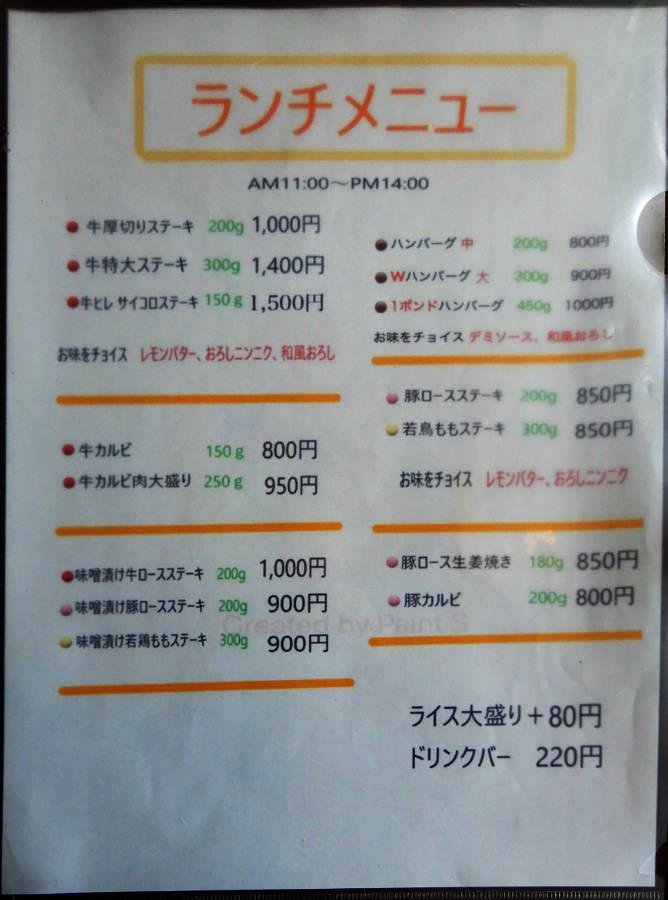 ランチメニュー
AM11:00～PM14:00
牛厚切りステーキ 200g 1,000円
牛特大ステーキ 300g 1,400円
牛ヒレ サイコロステーキ 150g 1,500円
お味をチョイス レモンバター、おろしニンニク、和風おろし
牛カルビ 150g 800円
牛カルビ肉大盛り 250g 950円
味噌漬け牛ロースステーキ 200g 1,000円
味噌漬け豚ロースステーキ 200g 900円
味噌漬け若鶏ももステーキ 300g 900円
ハンバーグ 中 200g 800円
Wハンバーグ 大 300g 900円
1ポンドハンバーグ 450g 1000円
お味をチョイス デミソース、和風おろし
豚ロースステーキ 200g 850円
若鳥ももステーキ 300g 850円
お味をチョイス レモンバター、おろしニンニク
豚ロース生姜焼き 180g 850円
豚カルビ 200g 800円
Created by Paint S
ライス大盛り＋80円
ドリンクバー 220円